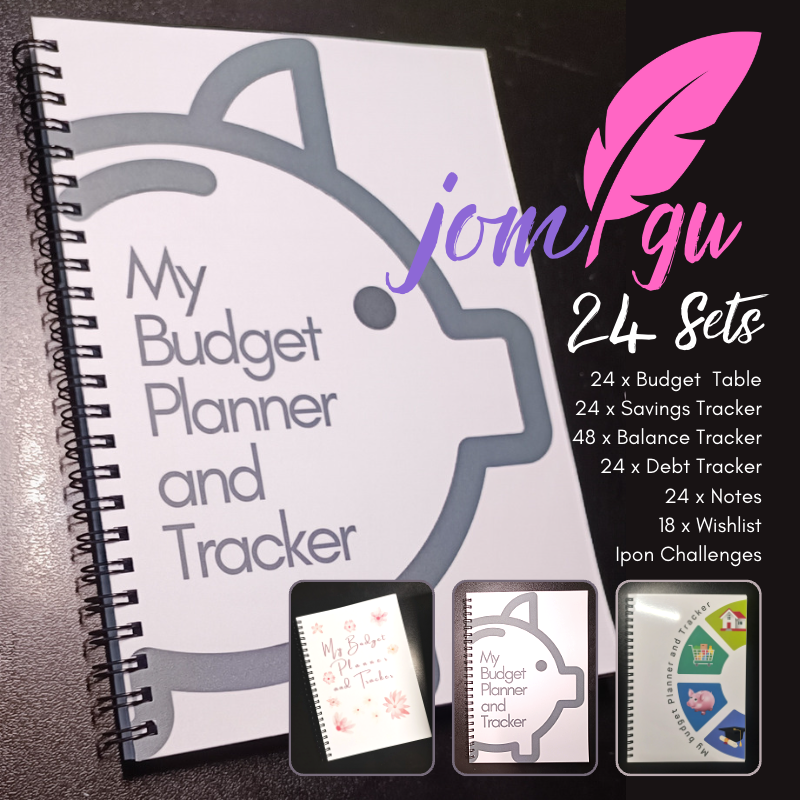 My
Budget
Planner
and
Tracker
jom gw
24 Sets
24 x Budget Table
24 x Savings Tracker
48 x Balance Tracker
24 x Debt Tracker
24 x Notes
18 x Wishlist
Ipon Challenges
My Budget
Planner
and Tracker
My
Budget
Planner
and
Tracker
My budget Planner and Tracker